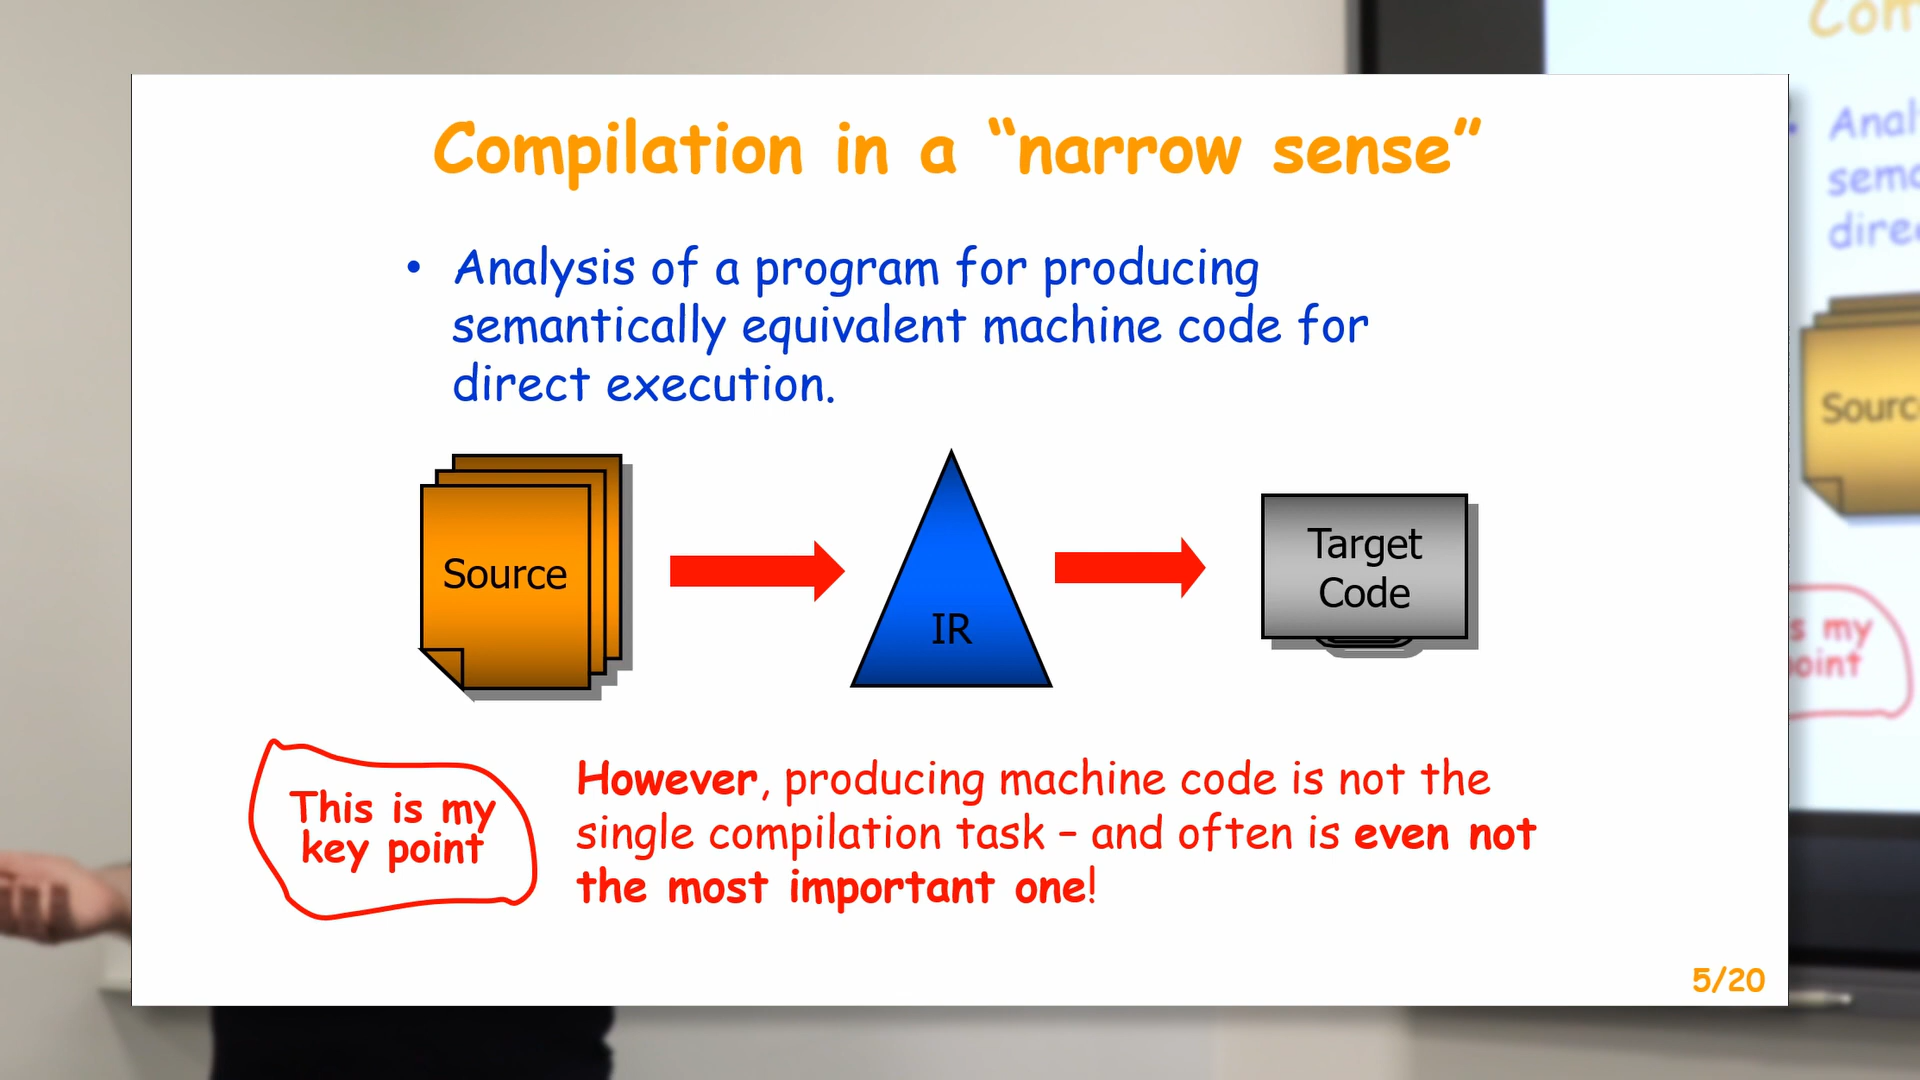 Compilation in a “narrow sense”
• Analysis of a program for producing
semantically equivalent machine code for
direct execution.
Source
IR
Target
Code
This is my
key point
However, producing machine code is not the
single compilation task – and often is even not
the most important one!
5/20
Source
my